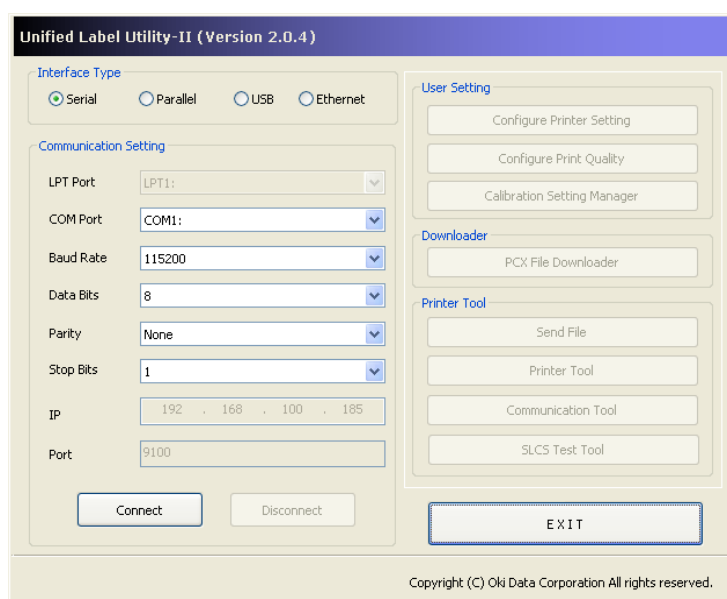 Unified Label Utility-II (Version 2.0.4)
Interface Type
Serial Parallel USB Ethernet
Communication Setting
LPT Port LPT1:
COM Port COM1:
Baud Rate 115200
Data Bits 8
Parity None
Stop Bits 1
IP 192 . 168 . 100 . 185
Port 9100
Connect Disconnect
User Setting
Configure Printer Setting
Configure Print Quality
Calibration Setting Manager
Downloader
PCX File Downloader
Printer Tool
Send File
Printer Tool
Communication Tool
SLCS Test Tool
EXIT
Copyright (C) Oki Data Corporation All rights reserved.